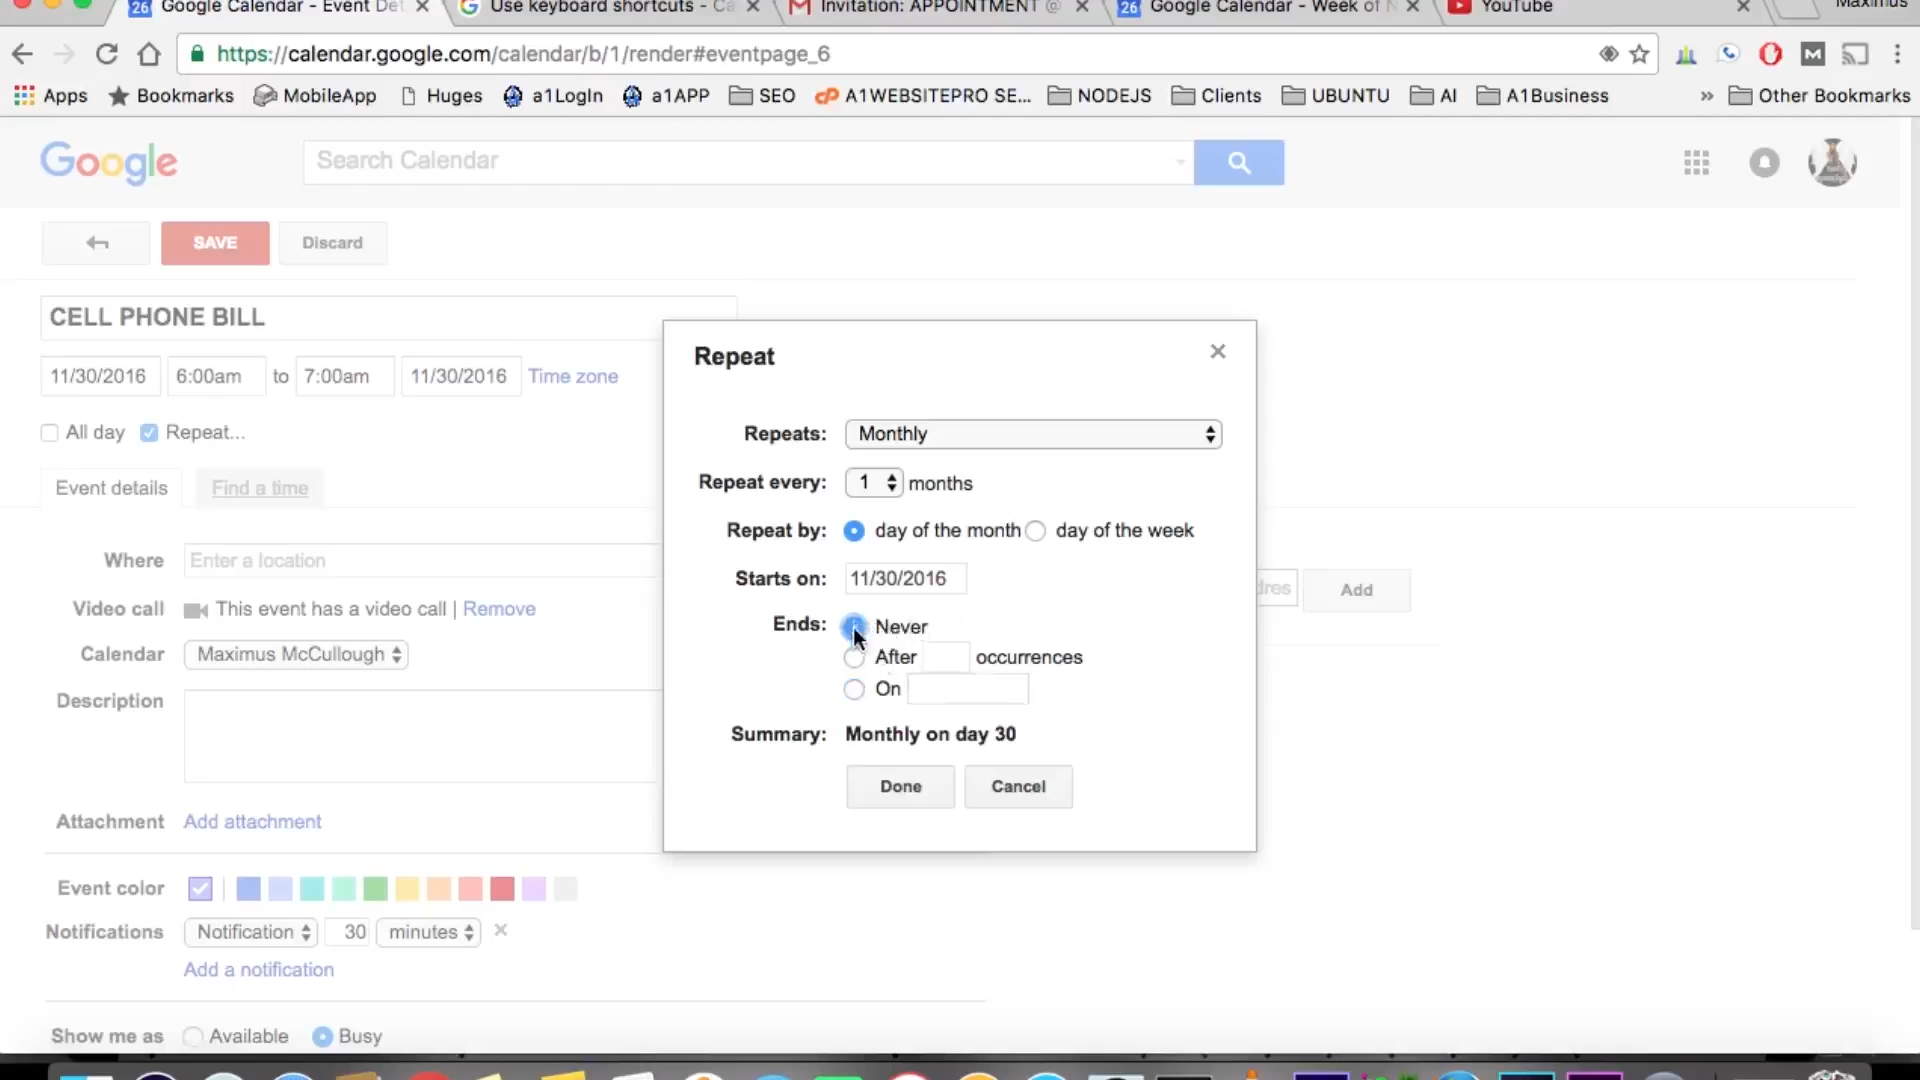 26 Google Calendar - Event Det
Use keyboard shortcuts - Ca
Invitation: APPOINTMENT @
26 Google Calendar - Week of N
YouTube
Maximus
https://calendar.google.com/calendar/b/1/render#eventpage_6
Apps Bookmarks MobileApp Huges a1LogIn a1APP SEO A1WEBSITEPRO SE... NODEJS Clients UBUNTU AI A1Business » Other Bookmarks
Google
Search Calendar
SAVE Discard
CELL PHONE BILL
11/30/2016 6:00am to 7:00am 11/30/2016 Time zone
All day Repeat...
Event details Find a time
Where Enter a location
Video call This event has a video call | Remove
Calendar Maximus McCullough
Description
Attachment Add attachment
Event color
Notifications Notification 30 minutes ×
Add a notification
Show me as Available Busy
Repeat ×
Repeats: Monthly
Repeat every: 1 months
Repeat by: day of the month day of the week
Starts on: 11/30/2016
Ends: Never
After occurrences
On
Summary: Monthly on day 30
Done Cancel
dres Add